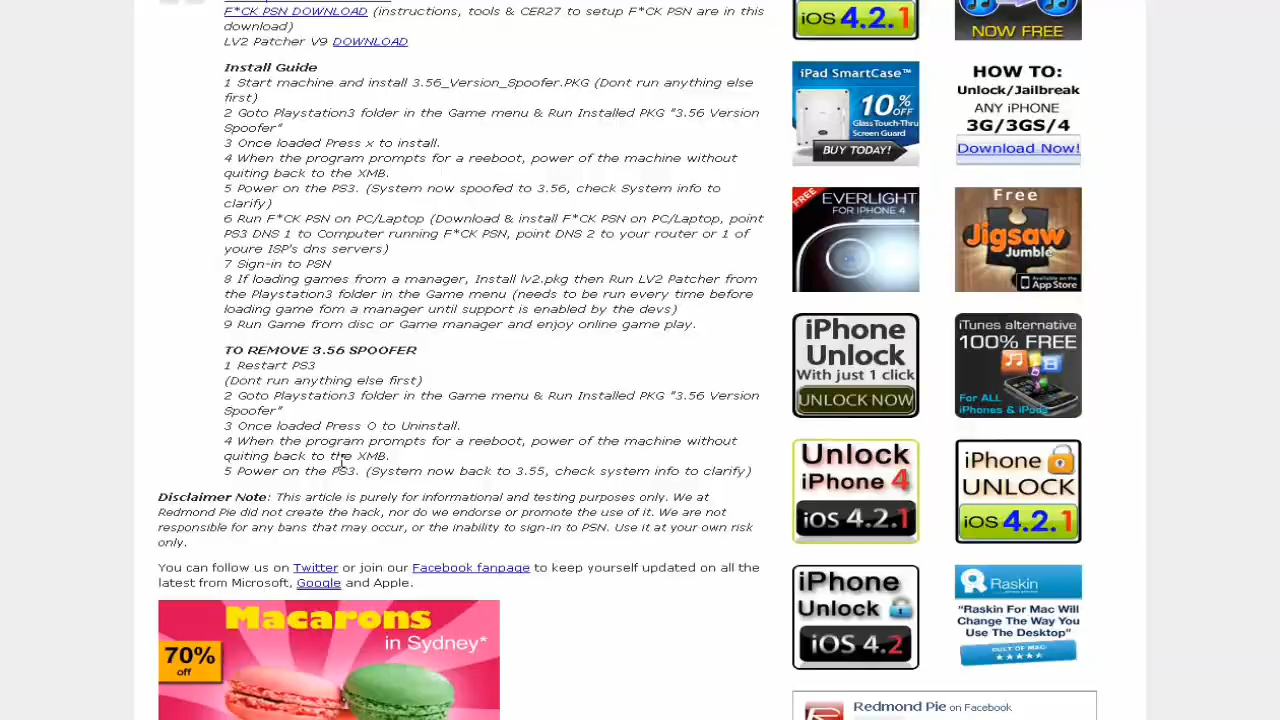 F*CK PSN DOWNLOAD (instructions, tools & CER27 to setup F*CK PSN are in this
download)
LV2 Patcher V9 DOWNLOAD
Install Guide
1 Start machine and install 3.56_Version_Spoofer.PKG (Dont run anything else
first)
2 Goto Playstation3 folder in the Game menu & Run Installed PKG "3.56 Version
Spoofer"
3 Once loaded Press X to install.
4 When the program prompts for a reeboot, power of the machine without
quiting back to the XMB.
5 Power on the PS3. (System now spoofed to 3.56, check System info to
clarify)
6 Run F*CK PSN on PC/Laptop (Download & install F*CK PSN on PC/Laptop, point
PS3 DNS 1 to Computer running F*CK PSN, point DNS 2 to your router or 1 of
youre ISP's dns servers)
7 Sign-in to PSN.
8 If loading game from a manager, Install lv2.pkg then Run LV2 Patcher from
the Playstation3 folder in the Game menu (needs to be run every time before
loading game fom a manager until support is enabled by the devs)
9 Run Game from disc or Game manager and enjoy online game play.
TO REMOVE 3.56 SPOOFER
1 Restart PS3
(Dont run anything else first)
2 Goto Playstation3 folder in the Game menu & Run Installed PKG "3.56 Version
Spoofer"
3 Once loaded Press O to Uninstall.
4 When the program prompts for a reeboot, power of the machine without
quiting back to the XMB.
5 Power on the PS3. (System now back to 3.55, check system info to clarify)
Disclaimer Note: This article is purely for informational and testing purposes only. We at
Redmond Pie did not create the hack, nor do we endorse or promote the use of it. We are not
responsible for any bans that may occur, or the inability to sign-in to PSN. Use it at your own risk
only.
You can follow us on Twitter or join our Facebook fanpage to keep yourself updated on all the
latest from Microsoft, Google and Apple.
Macarons
in Sydney*
70%
off
iOS 4.2.1
NOW FREE
iPad SmartCase™
10% OFF
Glass Touch-Thru
Screen Guard
BUY TODAY!
HOW TO:
Unlock/Jailbreak
ANY iPHONE
3G/3GS/4
Download Now!
FREE
EVERLIGHT
FOR IPHONE 4
Free
Jigsaw
Jumble
Available on the
App Store
iPhone
Unlock
With just 1 click
UNLOCK NOW
iTunes alternative
100% FREE
For ALL
iPhones & iPods
Unlock
iPhone 4
iOS 4.2.1
iPhone
UNLOCK
iOS 4.2.1
iPhone
Unlock
iOS 4.2
Raskin
"Raskin For Mac Will
Change The Way You
Use The Desktop"
CULT OF MAC
Redmond Pie on Facebook